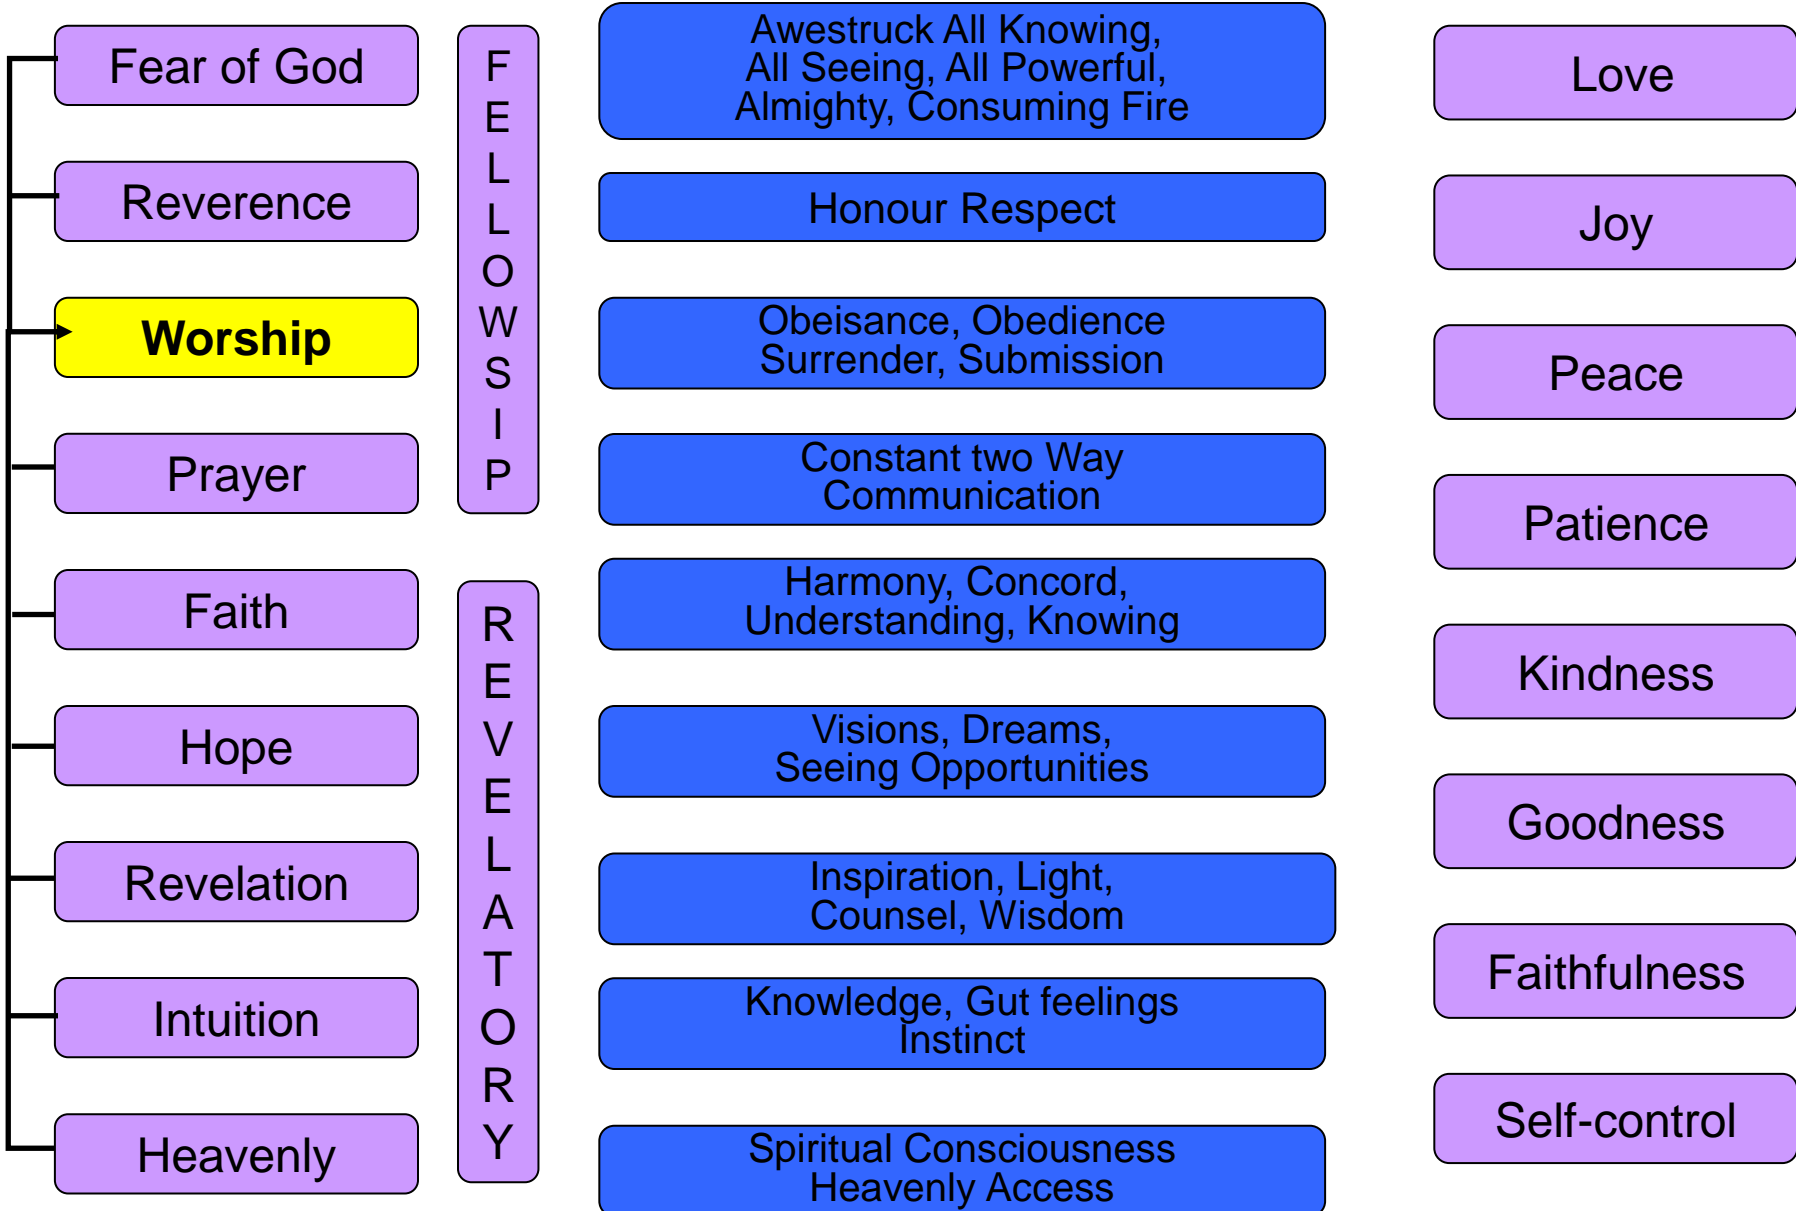 Fear of God
Reverence
Worship
Prayer
Faith
Hope
Revelation
Intuition
Heavenly
F
E
L
L
O
W
S
I
P
R
E
V
E
L
A
T
O
R
Y
Awestruck All Knowing,
All Seeing, All Powerful,
Almighty, Consuming Fire
Honour Respect
Obeisance, Obedience
Surrender, Submission
Constant two Way
Communication
Harmony, Concord,
Understanding, Knowing
Visions, Dreams,
Seeing Opportunities
Inspiration, Light,
Counsel, Wisdom
Knowledge, Gut feelings
Instinct
Spiritual Consciousness
Heavenly Access
Love
Joy
Peace
Patience
Kindness
Goodness
Faithfulness
Self-control